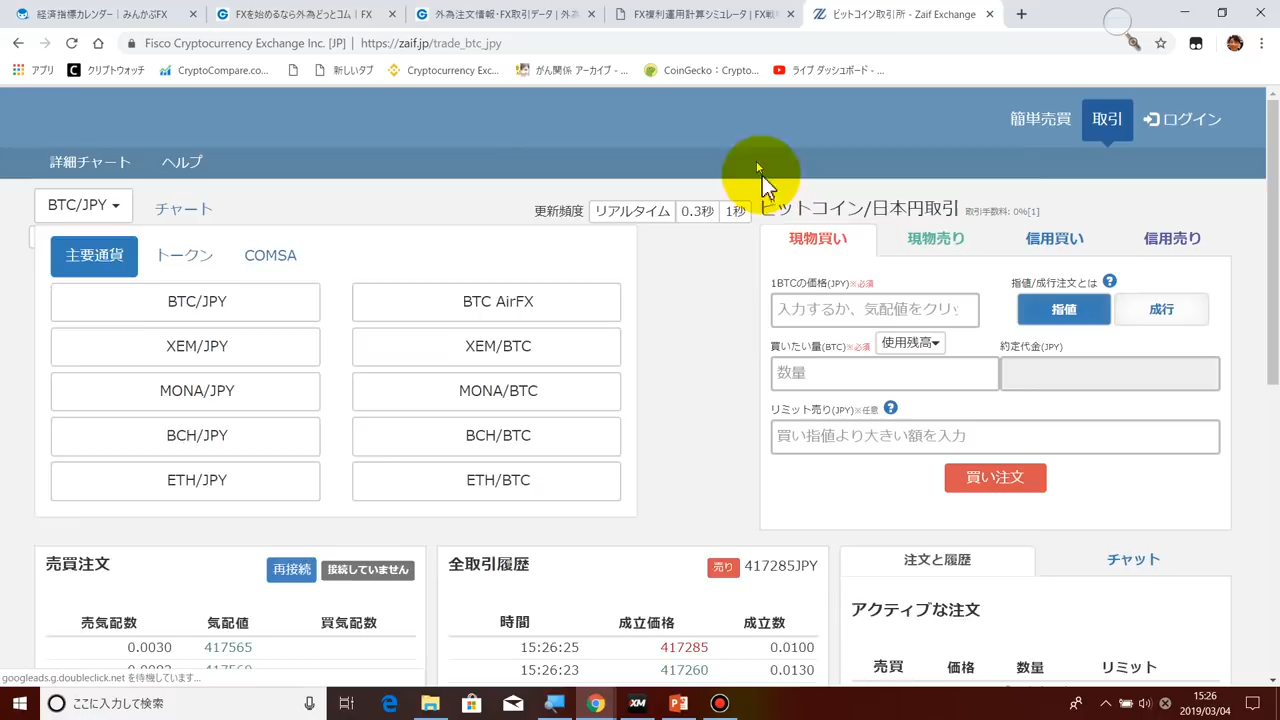 経済指標カレンダー | みんかぶFX
FXを始めるなら外為どっとコム | FX
外為注文情報･FX取引データ | 外ﾅ
FX複利運用計算シミュレータ | FX戦
ビットコイン取引所 - Zaif Exchange
Fisco Cryptocurrency Exchange Inc. [JP] | https://zaif.jp/trade_btc_jpy
アプリ クリプトウォッチ CryptoCompare.co... 新しいタブ Cryptocurrency Exc... がん関係 アーカイブ - ... CoinGecko：Crypto... ライブ ダッシュボード - ...
簡単売買 取引 ログイン
詳細チャート ヘルプ
BTC/JPY チャート
更新頻度 リアルタイム 0.3秒 1秒
ビットコイン/日本円取引 取引手数料: 0%[1]
主要通貨 トークン COMSA
BTC/JPY BTC AirFX
XEM/JPY XEM/BTC
MONA/JPY MONA/BTC
BCH/JPY BCH/BTC
ETH/JPY ETH/BTC
現物買い 現物売り 信用買い 信用売り
1BTCの価格(JPY)※必須 指値/成行注文とは
入力するか、気配値をクリッ 指値 成行
買いたい量(BTC)※必須 使用残高 約定代金(JPY)
数量
リミット売り(JPY)※任意
買い指値より大きい額を入力
買い注文
売買注文 再接続 接続していません
売気配数 気配値 買気配数
0.0030 417565
全取引履歴 売り 417285JPY
時間 成立価格 成立数
15:26:25 417285 0.0100
15:26:23 417260 0.0130
注文と履歴 チャット
アクティブな注文
売買 価格 数量 リミット
googleads.g.doubleclick.net を待機しています...
ここに入力して検索
XM
15:26
2019/03/04